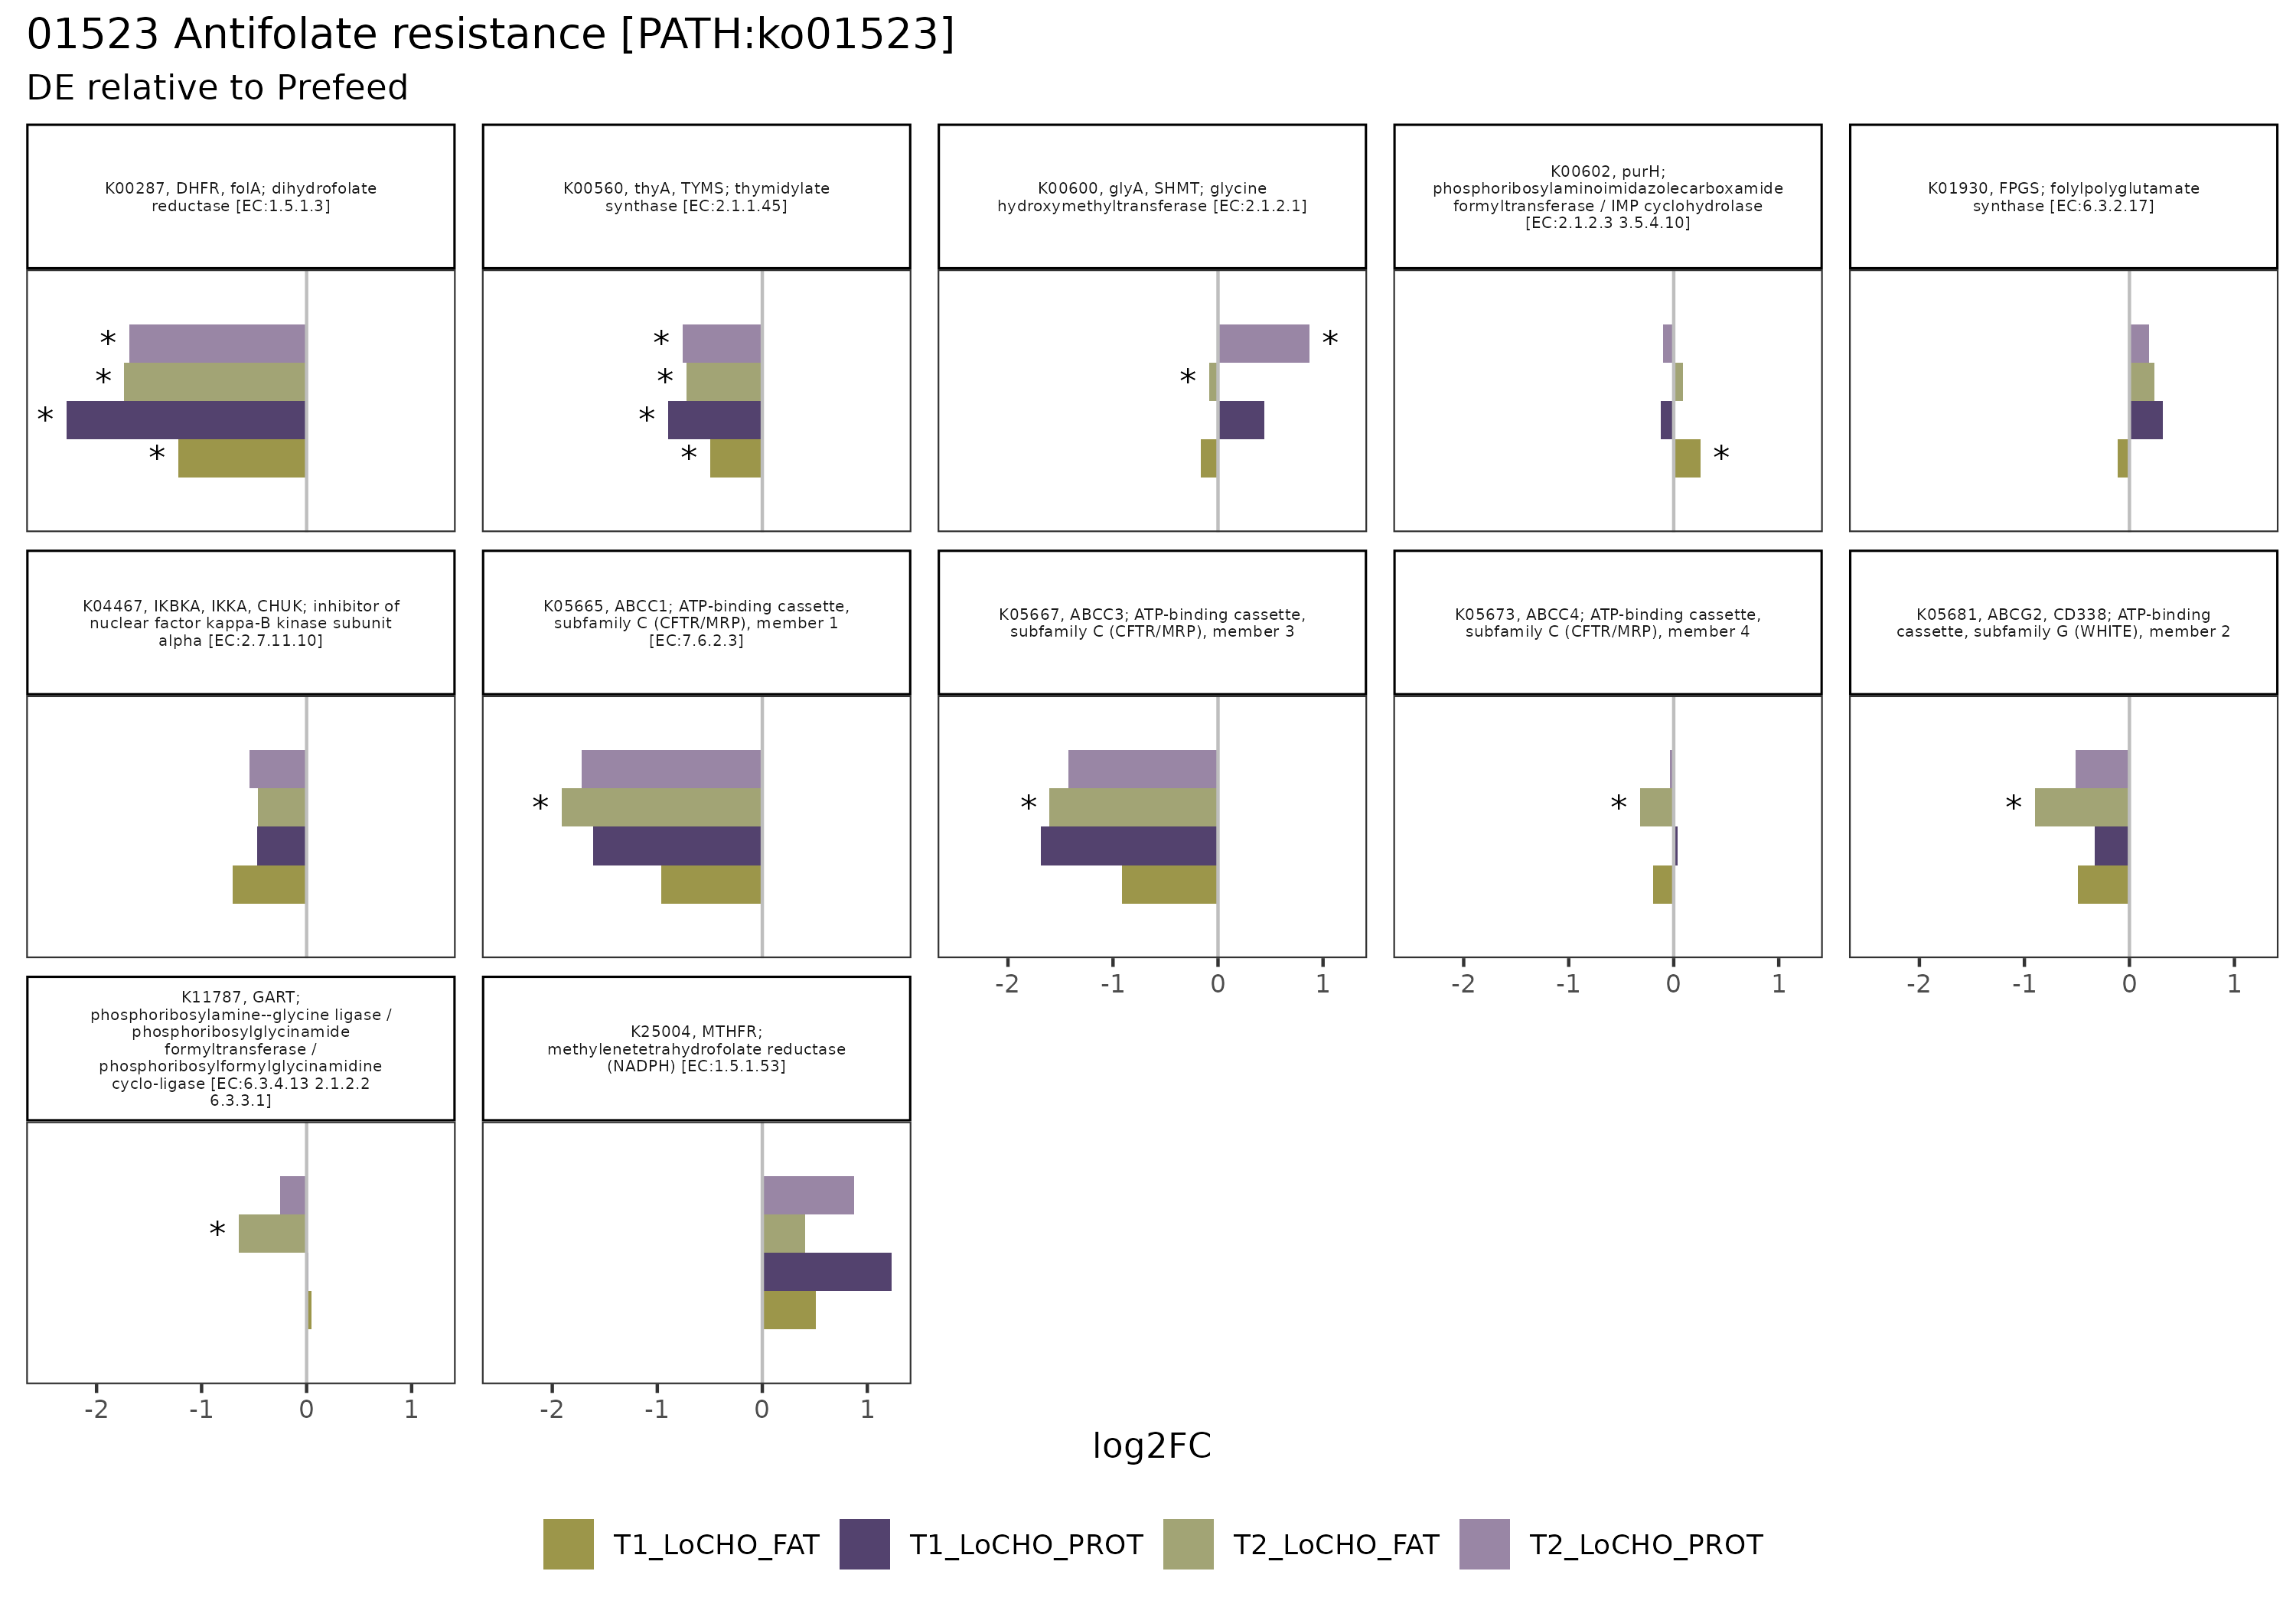 01523 Antifolate resistance [PATH:ko01523]
DE relative to Prefeed
K00287, DHFR, folA; dihydrofolate
reductase [EC:1.5.1.3]
K00560, thyA, TYMS; thymidylate
synthase [EC:2.1.1.45]
K00600, glyA, SHMT; glycine
hydroxymethyltransferase [EC:2.1.2.1]
K00602, purH;
phosphoribosylaminoimidazolecarboxamide
formyltransferase / IMP cyclohydrolase
[EC:2.1.2.3 3.5.4.10]
K01930, FPGS; folylpolyglutamate
synthase [EC:6.3.2.17]
* * * *
* * * *
* *
*
K04467, IKBKA, IKKA, CHUK; inhibitor of
nuclear factor kappa-B kinase subunit
alpha [EC:2.7.11.10]
K05665, ABCC1; ATP-binding cassette,
subfamily C (CFTR/MRP), member 1
[EC:7.6.2.3]
K05667, ABCC3; ATP-binding cassette,
subfamily C (CFTR/MRP), member 3
K05673, ABCC4; ATP-binding cassette,
subfamily C (CFTR/MRP), member 4
K05681, ABCG2, CD338; ATP-binding
cassette, subfamily G (WHITE), member 2
*
*
*
*
-2 -1 0 1
-2 -1 0 1
-2 -1 0 1
K11787, GART;
phosphoribosylamine--glycine ligase /
phosphoribosylglycinamide
formyltransferase /
phosphoribosylformylglycinamidine
cyclo-ligase [EC:6.3.4.13 2.1.2.2
6.3.3.1]
K25004, MTHFR;
methylenetetrahydrofolate reductase
(NADPH) [EC:1.5.1.53]
*
-2 -1 0 1
-2 -1 0 1
log2FC
T1_LoCHO_FAT T1_LoCHO_PROT T2_LoCHO_FAT T2_LoCHO_PROT